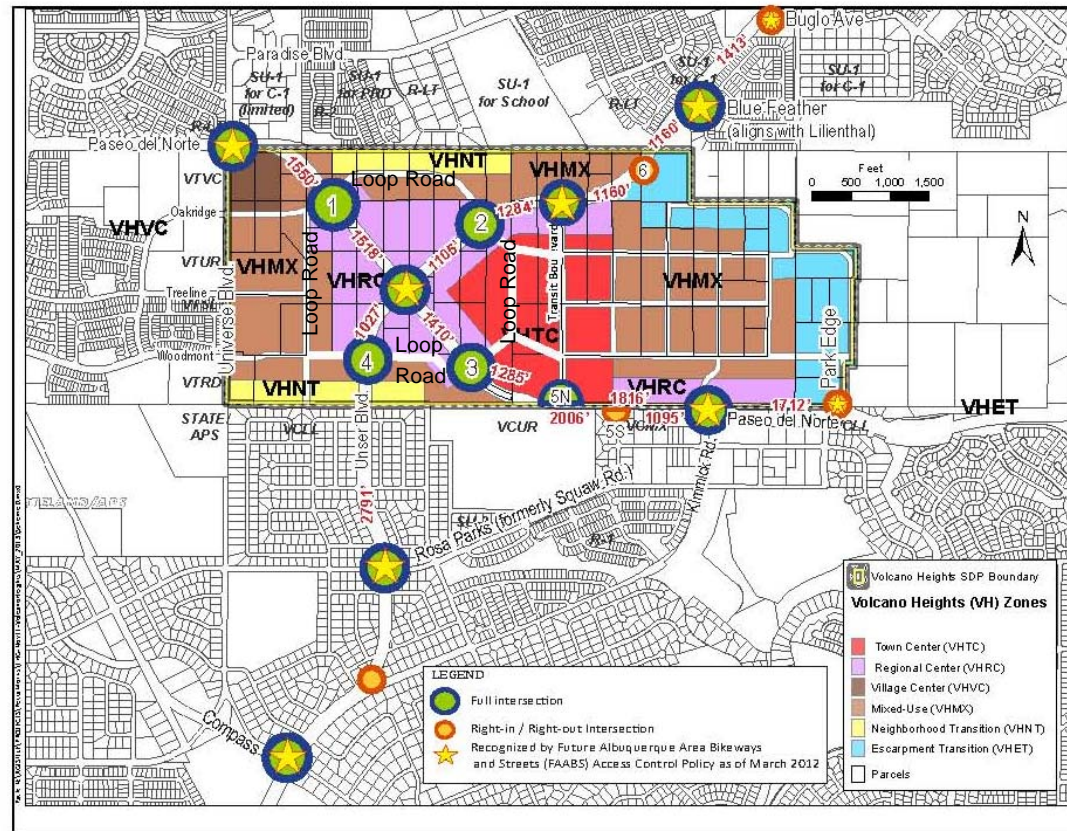 Buglo Ave
1413'
Paradise Blvd.
SU-1
for C-1
(limited)
SU-1
for PRD
R-2
R-LT
SU-1
for School
R-LT
SU-1
for C-1
SU-1
for C-1
Blue Feather
(aligns with Lilienthal)
1160'
Paseo del Norte
VHNT
VHMX
6
Feet
0 500 1,000 1,500
N
VTVC
1550'
Loop Road
1
1284'
1160'
2
Oakridge
VHVC
VTUR
VHMX
Loop Road
1518'
VHRC
1105'
Loop Road
Transit Boulevard
VHMX
Treeline
Universe Blvd.
1027'
1410'
VHTC
Woodmont
4
Loop
Road
3
1285'
Park Edge
VTRD
VHNT
5N
VHRC
1816'
1712'
VHET
2006'
1095'
Paseo del Norte
STATE
APS
VCLL
Unser Blvd.
VCUR
5S
VCMX
Kimmick Rd.
2791'
Rosa Parks (formerly Squaw Rd.)
Compass
LEGEND
Full intersection
Right-in / Right-out Intersection
Recognized by Future Albuquerque Area Bikeways
and Streets (FAABS) Access Control Policy as of March 2012
Volcano Heights SDP Boundary
Volcano Heights (VH) Zones
Town Center (VHTC)
Regional Center (VHRC)
Village Center (VHVC)
Mixed-Use (VHMX)
Neighborhood Transition (VHNT)
Escarpment Transition (VHET)
Parcels